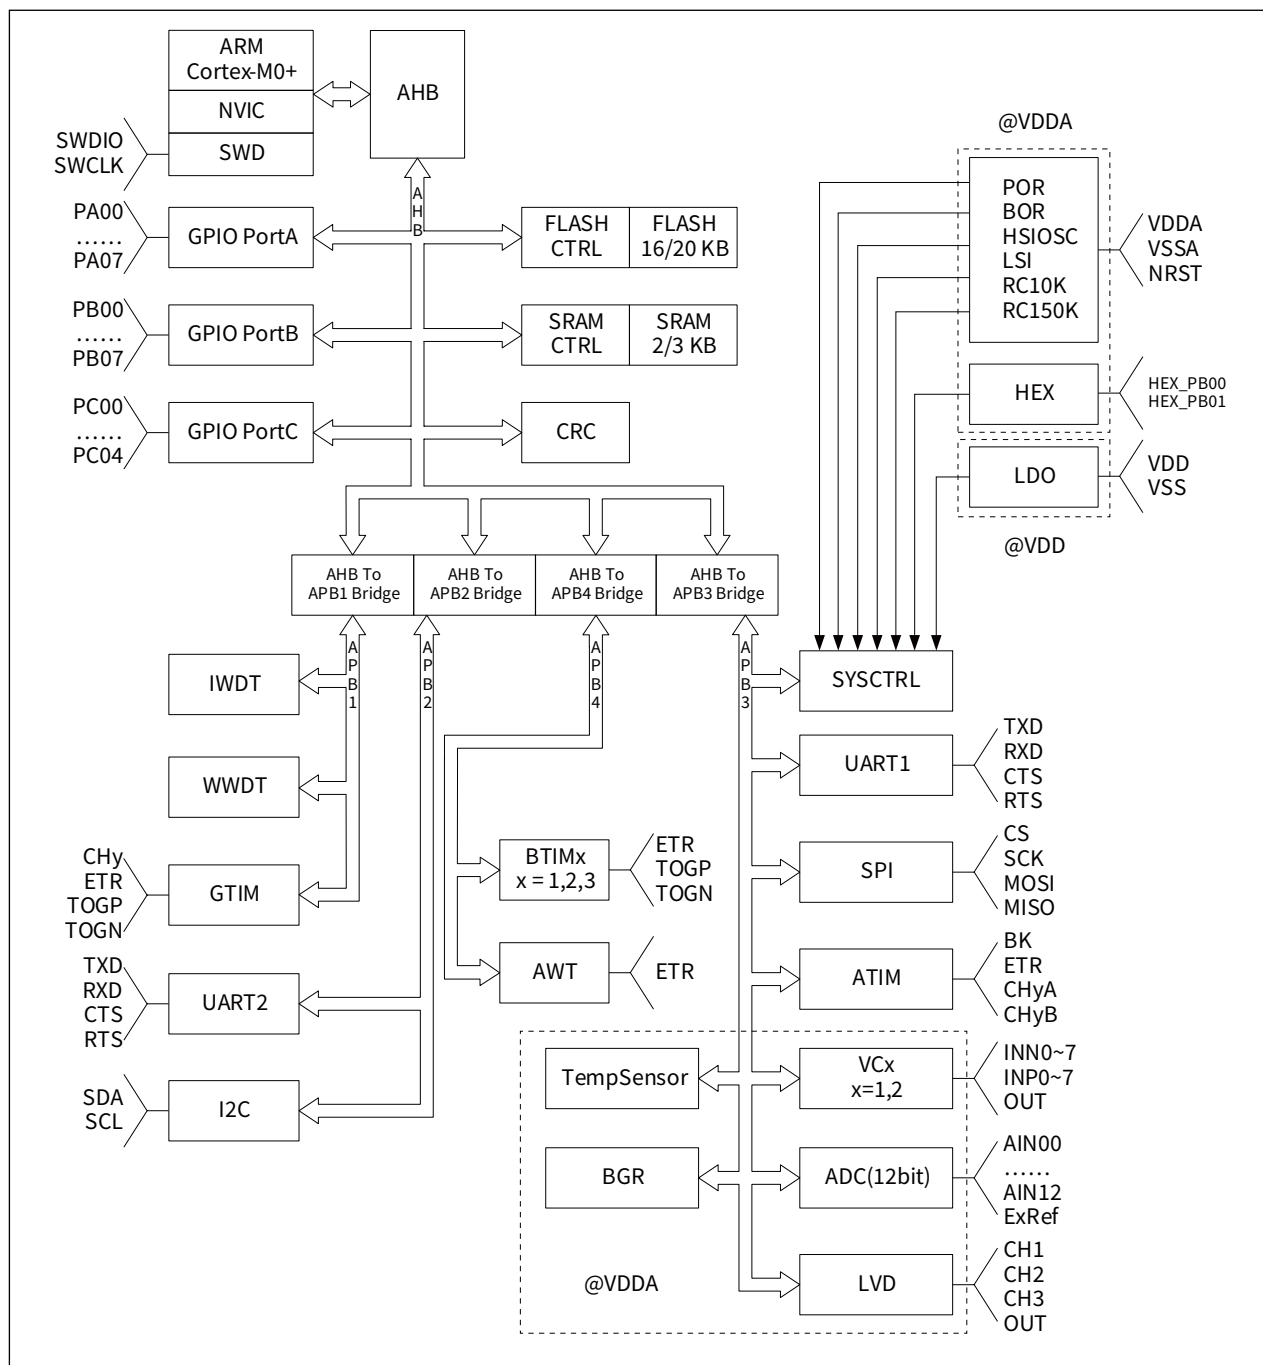 ARM
Cortex-M0+
NVIC
SWD
SWDIO
SWCLK
AHB
AHB
PA00
......
PA07
GPIO PortA
FLASH
CTRL
FLASH
16/20 KB
PB00
......
PB07
GPIO PortB
SRAM
CTRL
SRAM
2/3 KB
PC00
......
PC04
GPIO PortC
CRC
@VDDA
POR
BOR
HSIOSC
LSI
RC10K
RC150K
VDDA
VSSA
NRST
HEX
HEX_PB00
HEX_PB01
LDO
VDD
VSS
@VDD
AHB To
APB1 Bridge
AHB To
APB2 Bridge
AHB To
APB4 Bridge
AHB To
APB3 Bridge
APB1
APB2
APB4
APB3
IWDT
WWDT
CHy
ETR
TOGP
TOGN
GTIM
TXD
RXD
CTS
RTS
UART2
SDA
SCL
I2C
BTIMx
x = 1,2,3
ETR
TOGP
TOGN
AWT
ETR
SYSCTRL
UART1
TXD
RXD
CTS
RTS
SPI
CS
SCK
MOSI
MISO
ATIM
BK
ETR
CHyA
CHyB
TempSensor
VCx
x=1,2
INN0~7
INP0~7
OUT
BGR
ADC(12bit)
AIN00
......
AIN12
ExRef
@VDDA
LVD
CH1
CH2
CH3
OUT